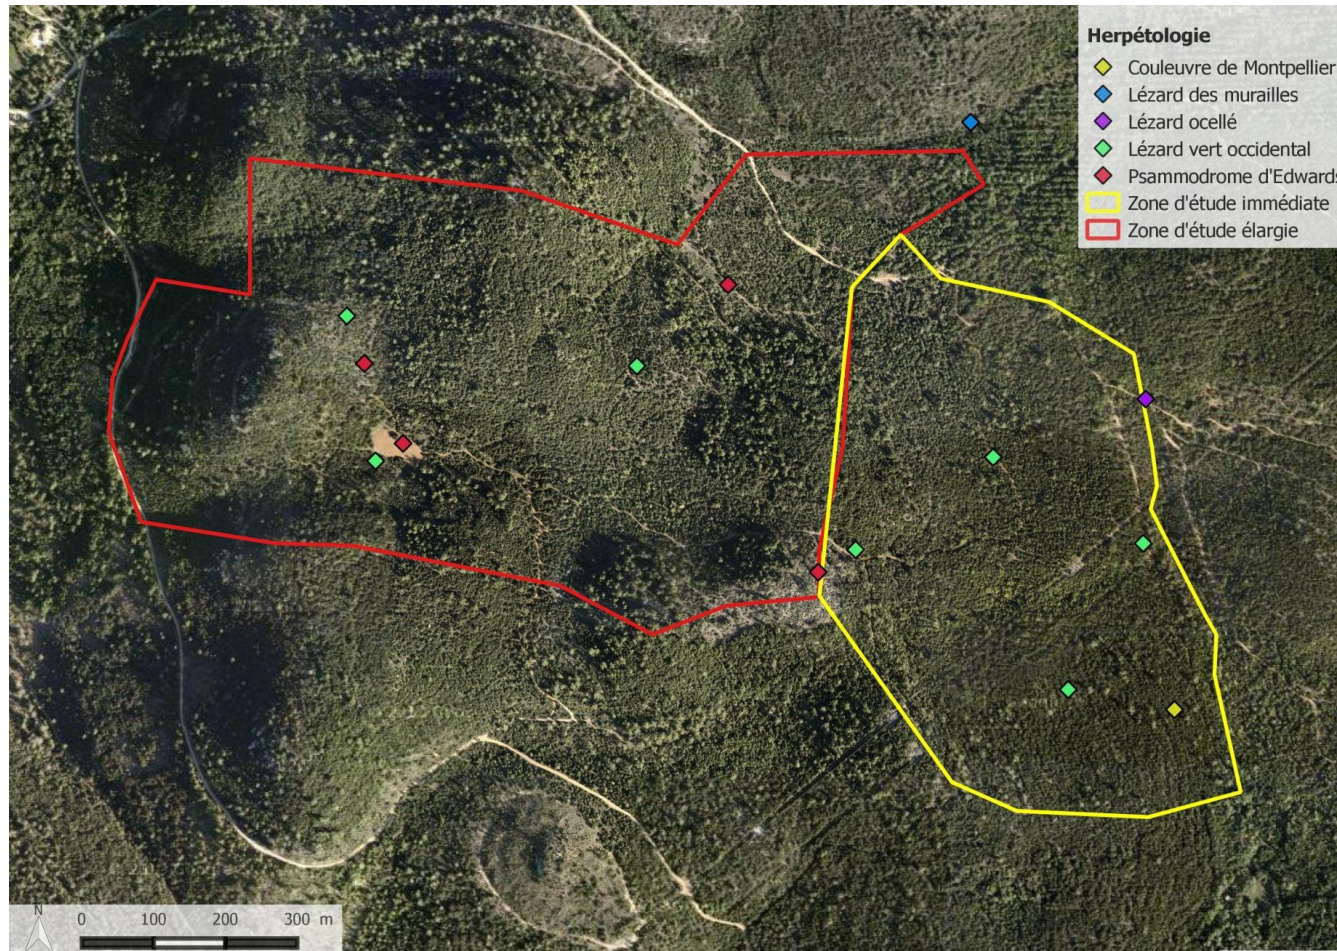 Herpétologie
Couleuvre de Montpellier
Lézard des murailles
Lézard ocellé
Lézard vert occidental
Psammodrome d'Edwards
Zone d'étude immédiate
Zone d'étude élargie
N
0 100 200 300 m